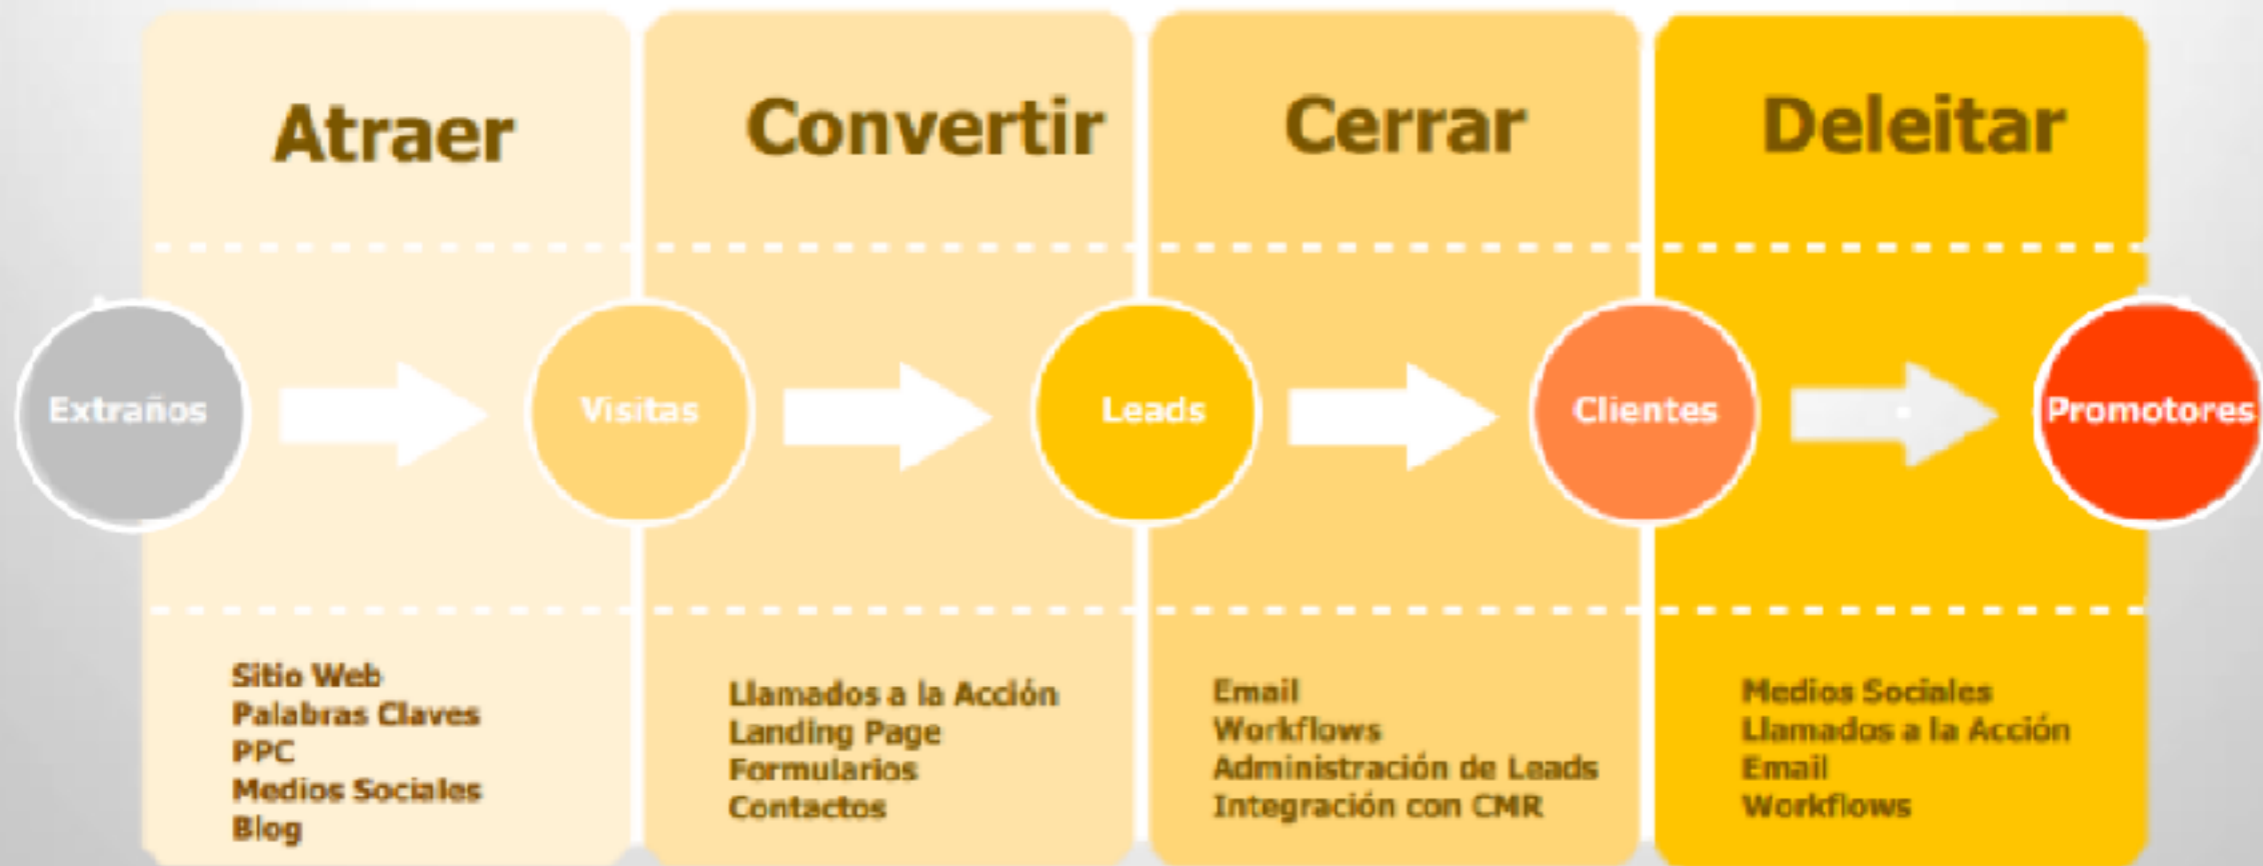 Atraer
Convertir
Cerrar
Deleitar
Extraños
Visitas
Leads
Clientes
Promotores
Sitio Web
Palabras Claves
PPC
Medios Sociales
Blog
Llamados a la Acción
Landing Page
Formularios
Contactos
Email
Workflows
Administración de Leads
Integración con CMR
Medios Sociales
Llamados a la Acción
Email
Workflows